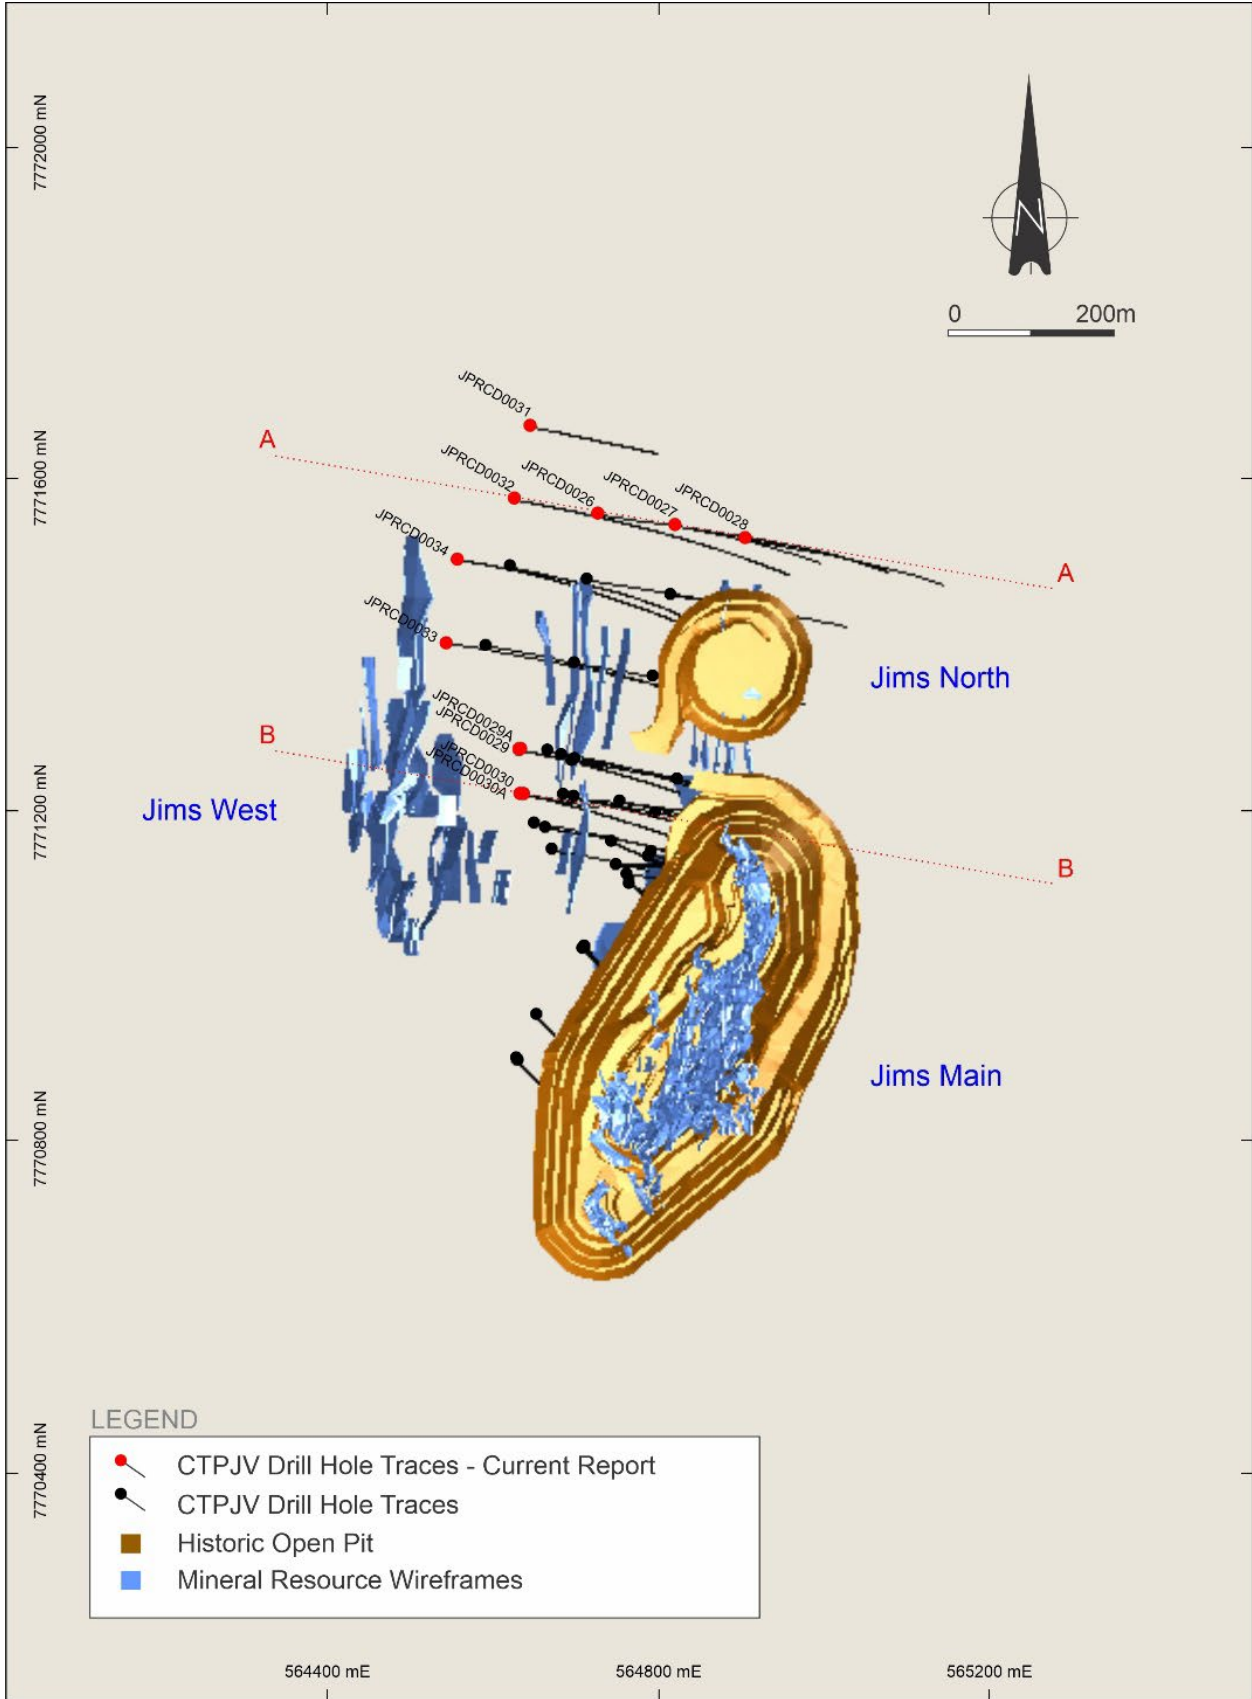 7772000 mN
N
0 200m
JPRCD0031
A
7771600 mN
JPRCD0032
JPRCD0026
JPRCD0027
JPRCD0028
JPRCD0034
A
JPRCD0033
Jims North
JPRCD0029A
JPRCD0029
B
JPRCD0030
JPRCD0030A
Jims West
7771200 mN
B
Jims Main
7770800 mN
LEGEND
CTPJV Drill Hole Traces - Current Report
CTPJV Drill Hole Traces
Historic Open Pit
Mineral Resource Wireframes
7770400 mN
564400 mE 564800 mE 565200 mE